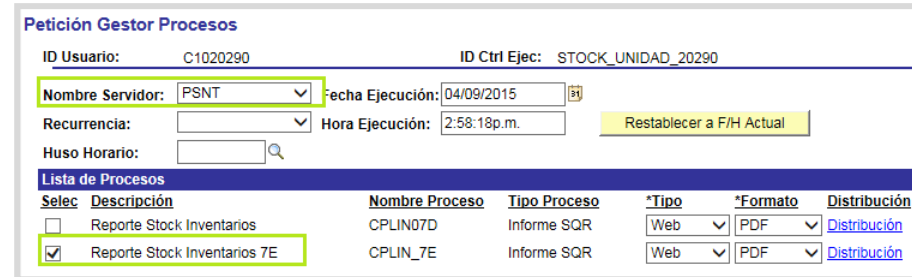 Petición Gestor Procesos
ID Usuario: C1020290 ID Ctrl Ejec: STOCK_UNIDAD_20290
Nombre Servidor: PSNT Fecha Ejecución: 04/09/2015 31
Recurrencia: Hora Ejecución: 2:58:18p.m. Restablecer a F/H Actual
Huso Horario:
Lista de Procesos
Selec Descripción Nombre Proceso Tipo Proceso *Tipo *Formato Distribución
Reporte Stock Inventarios CPLIN07D Informe SQR Web PDF Distribución
Reporte Stock Inventarios 7E CPLIN_7E Informe SQR Web PDF Distribución